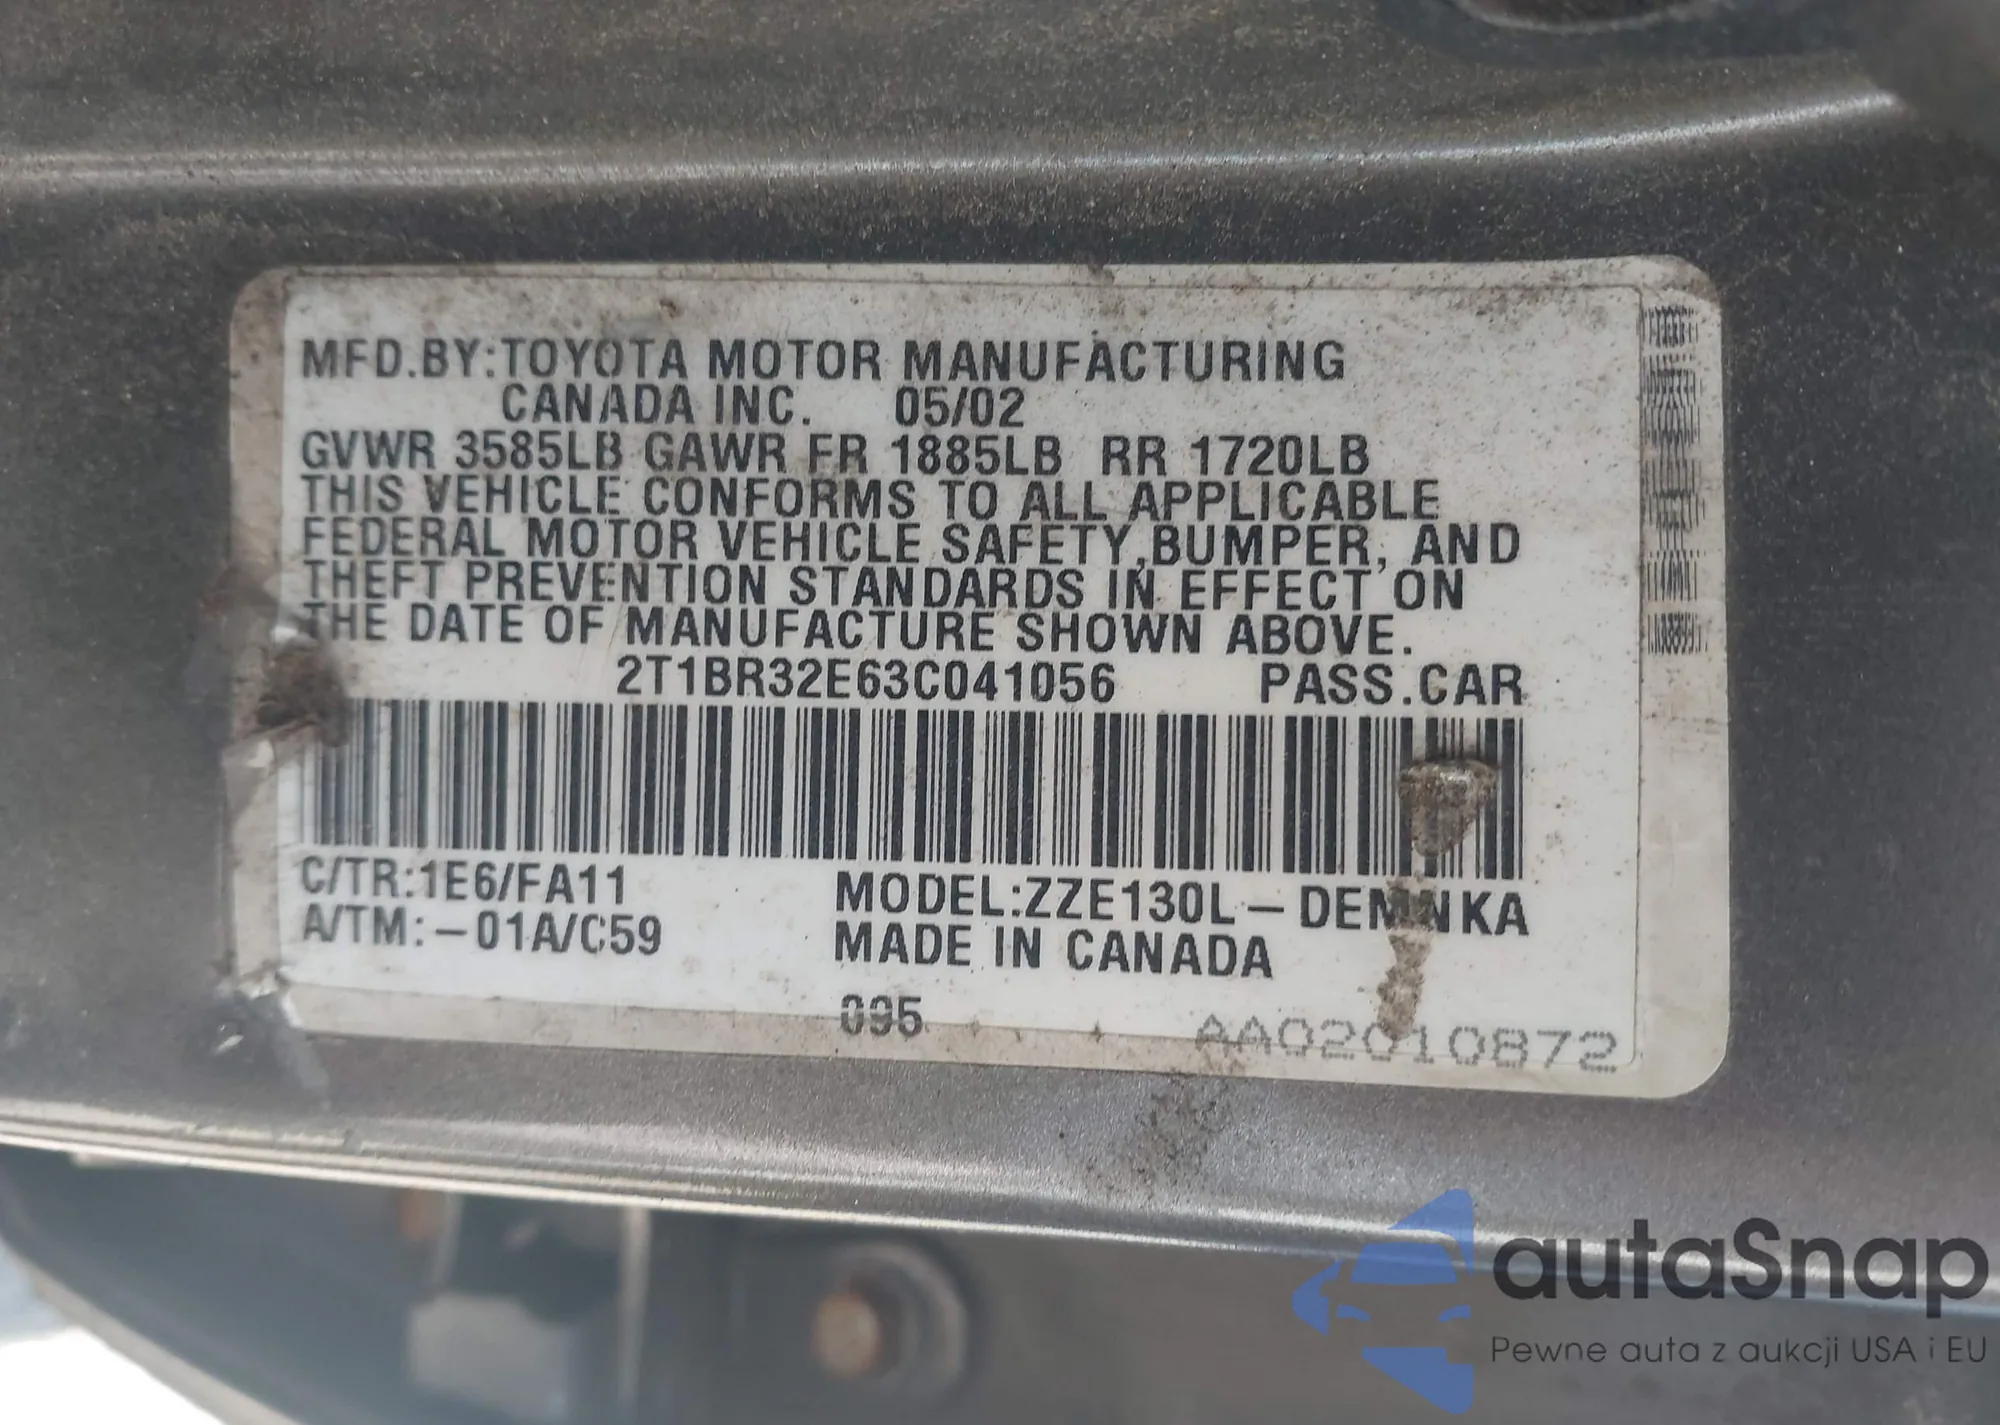 MFD.BY:TOYOTA MOTOR MANUFACTURING
CANADA INC. 05/02
GVWR 3585LB GAWR FR 1885LB RR 1720LB
THIS VEHICLE CONFORMS TO ALL APPLICABLE
FEDERAL MOTOR VEHICLE SAFETY,BUMPER, AND
THEFT PREVENTION STANDARDS IN EFFECT ON
THE DATE OF MANUFACTURE SHOWN ABOVE.
2T1BR32E63C041056 PASS.CAR
C/TR:1E6/FA11
A/TM:-01A/C59
MODEL:ZZE130L-DEMNKA
MADE IN CANADA
095
AA02010872
autaSnap
Pewne auta z aukcji USA i EU